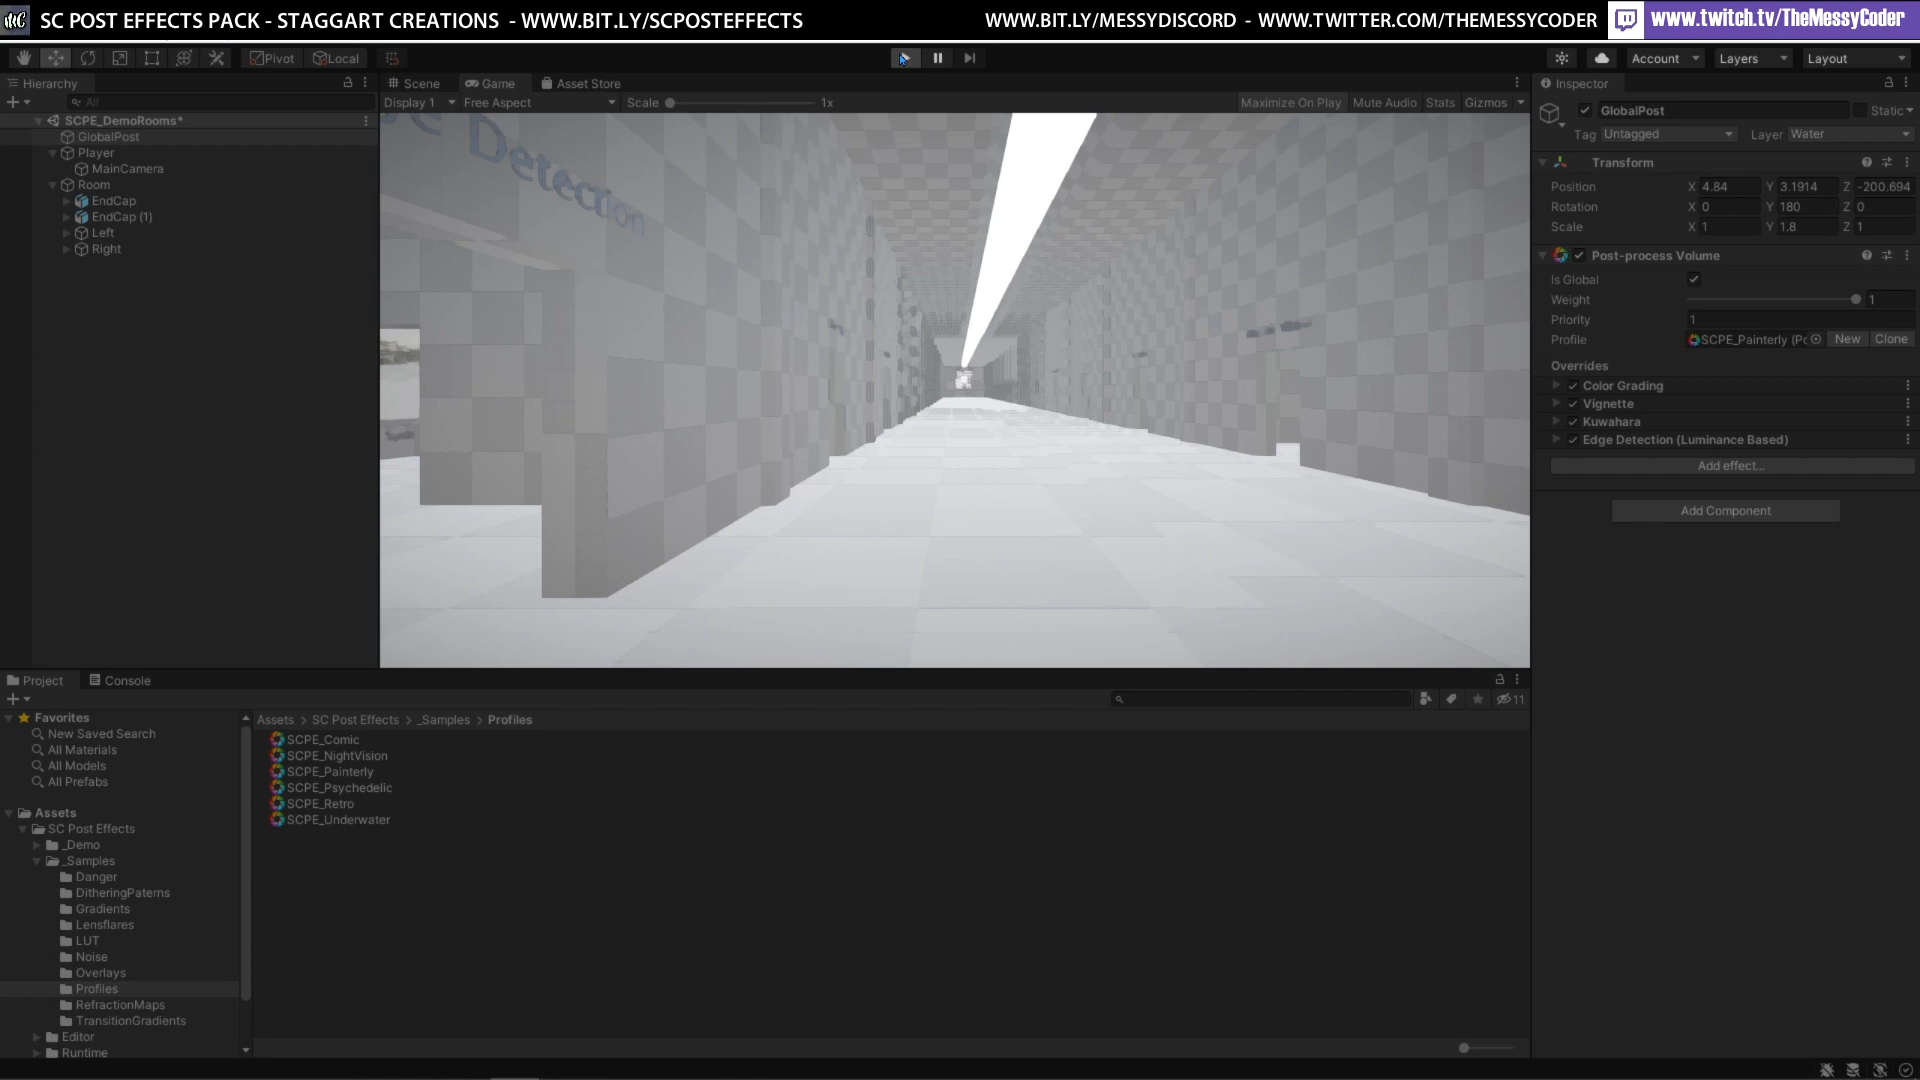 SC POST EFFECTS PACK - STAGGART CREATIONS - WWW.BIT.LY/SCPOSTEFFECTS
WWW.BIT.LY/MESSYDISCORD - WWW.TWITTER.COM/THEMESSYCODER
www.twitch.tv/TheMessyCoder
Pivot
Local
Account
Layers
Layout
Hierarchy
All
SCPE_DemoRooms*
GlobalPost
Player
MainCamera
Room
EndCap
EndCap (1)
Left
Right
Scene
Game
Asset Store
Display 1
Free Aspect
Scale
1x
Maximize On Play
Mute Audio
Stats
Gizmos
Detection
Inspector
GlobalPost
Static
Tag Untagged
Layer Water
Transform
Position X 4.84 Y 3.1914 Z -200.694
Rotation X 0 Y 180 Z 0
Scale X 1 Y 1.8 Z 1
Post-process Volume
Is Global
Weight 1
Priority 1
Profile SCPE_Painterly (Pc New Clone
Overrides
Color Grading
Vignette
Kuwahara
Edge Detection (Luminance Based)
Add effect...
Add Component
Project
Console
11
Favorites
New Saved Search
All Materials
All Models
All Prefabs
Assets
SC Post Effects
_Demo
_Samples
Danger
DitheringPaterns
Gradients
Lensflares
LUT
Noise
Overlays
Profiles
RefractionMaps
TransitionGradients
Editor
Runtime
Assets > SC Post Effects > _Samples > Profiles
SCPE_Comic
SCPE_NightVision
SCPE_Painterly
SCPE_Psychedelic
SCPE_Retro
SCPE_Underwater